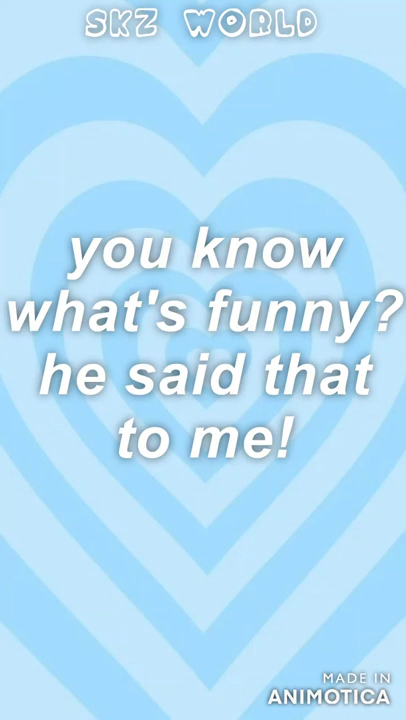 SKZ WORLD
you know
what's funny?
he said that
to me!
MADE IN
ANIMOTICA